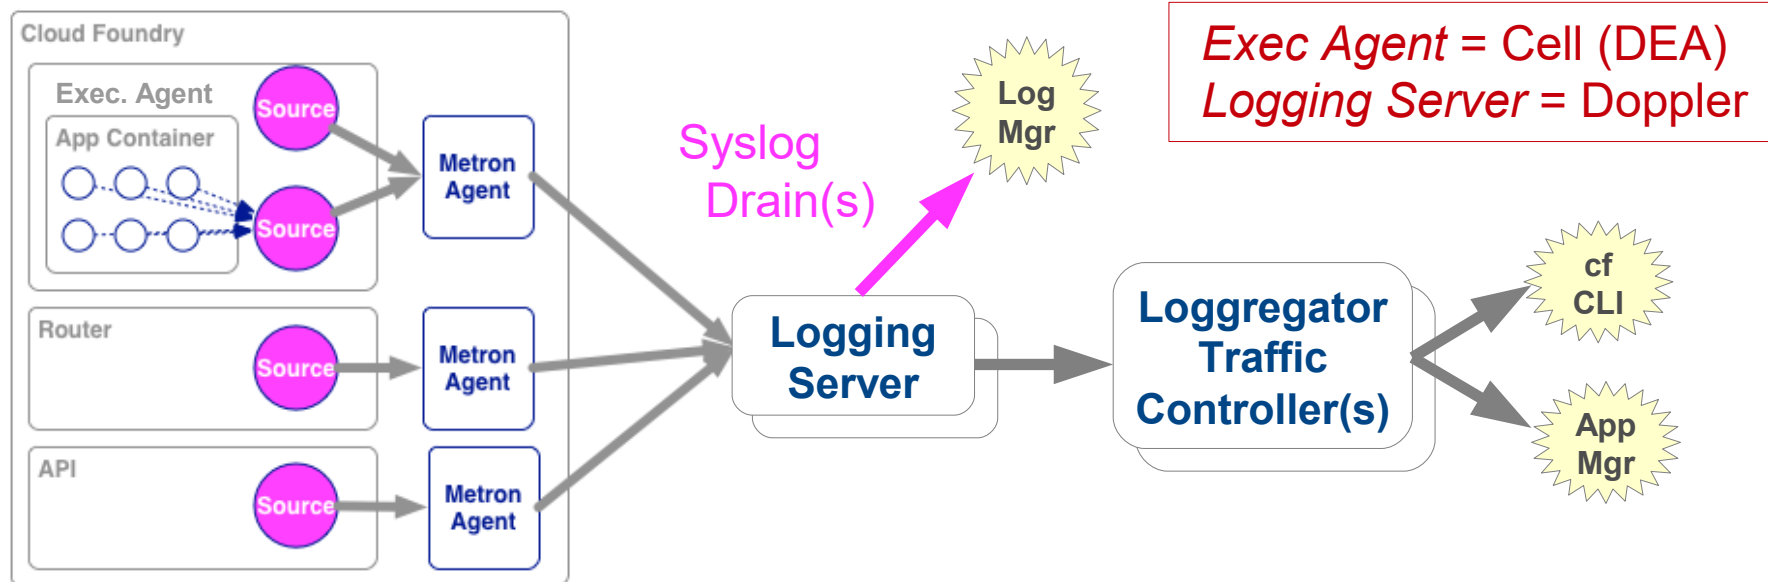 Cloud Foundry
Exec. Agent
App Container
Source
Source
Metron
Agent
Router
Source
Metron
Agent
API
Source
Metron
Agent
Syslog
Drain(s)
Log
Mgr
Logging
Server
Loggregator
Traffic
Controller(s)
cf
CLI
App
Mgr
Exec Agent = Cell (DEA)
Logging Server = Doppler